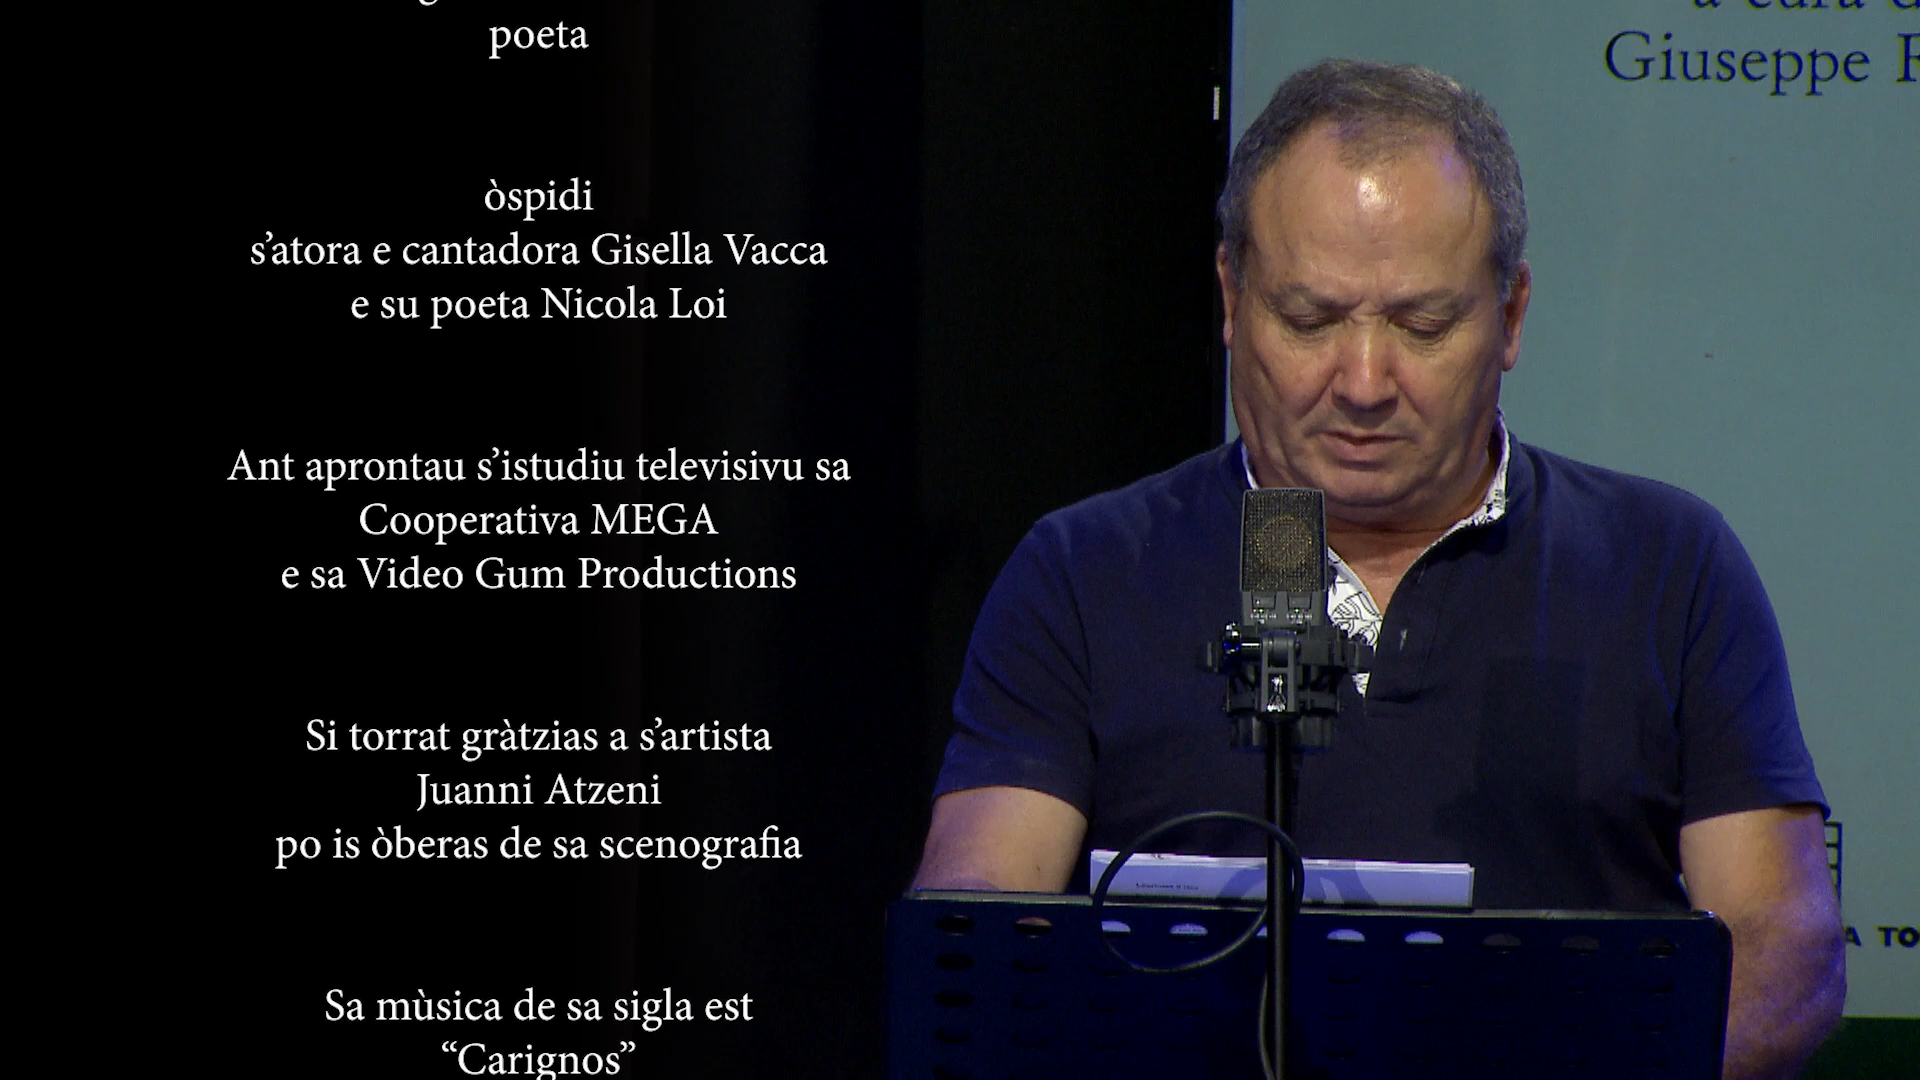 poeta
òspidi
s’atora e cantadora Gisella Vacca
e su poeta Nicola Loi
Ant aprontau s’istudiu televisivu sa
Cooperativa MEGA
e sa Video Gum Productions
Si torrat gràtzias a s’artista
Juanni Atzeni
po is òberas de sa scenografia
Sa mùsica de sa sigla est
“Carignos”
a cura d
Giuseppe
A TO